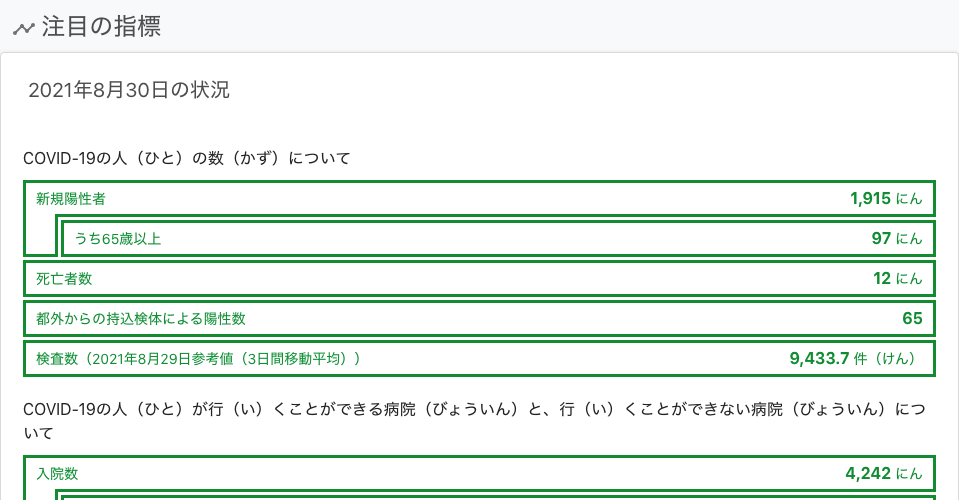 注目の指標
2021年8月30日の状況
COVID-19の人（ひと）の数（かず）について
新規陽性者 1,915 にん
うち65歳以上 97 にん
死亡者数 12 にん
都外からの持込検体による陽性数 65
検査数（2021年8月29日参考値（3日間移動平均）） 9,433.7 件（けん）
COVID-19の人（ひと）が行（い）くことができる病院（びょういん）と、行（い）くことができない病院（びょういん）につ
いて
入院数 4,242 にん